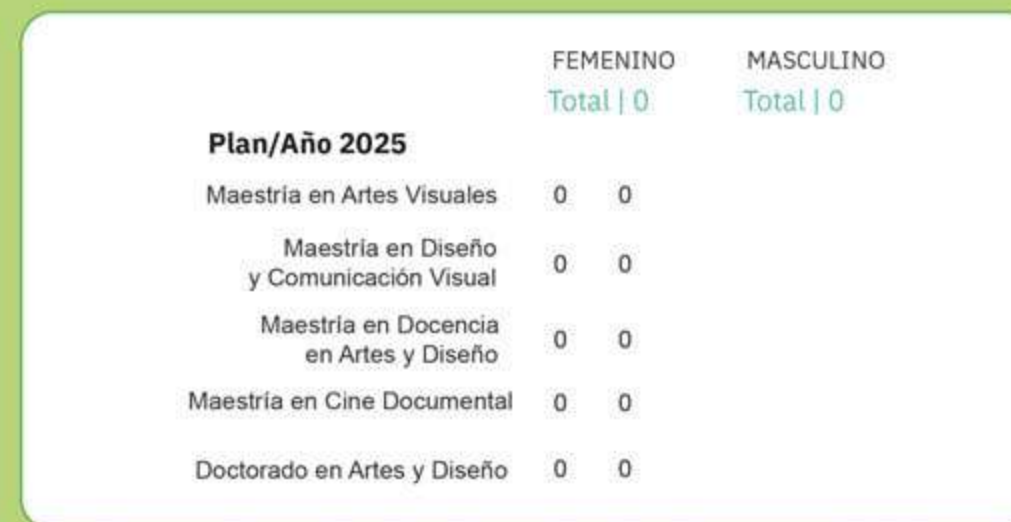 FEMENINO MASCULINO
Total | 0 Total | 0
Plan/Año 2025
Maestría en Artes Visuales 0 0
Maestría en Diseño
y Comunicación Visual 0 0
Maestría en Docencia
en Artes y Diseño 0 0
Maestría en Cine Documental 0 0
Doctorado en Artes y Diseño 0 0